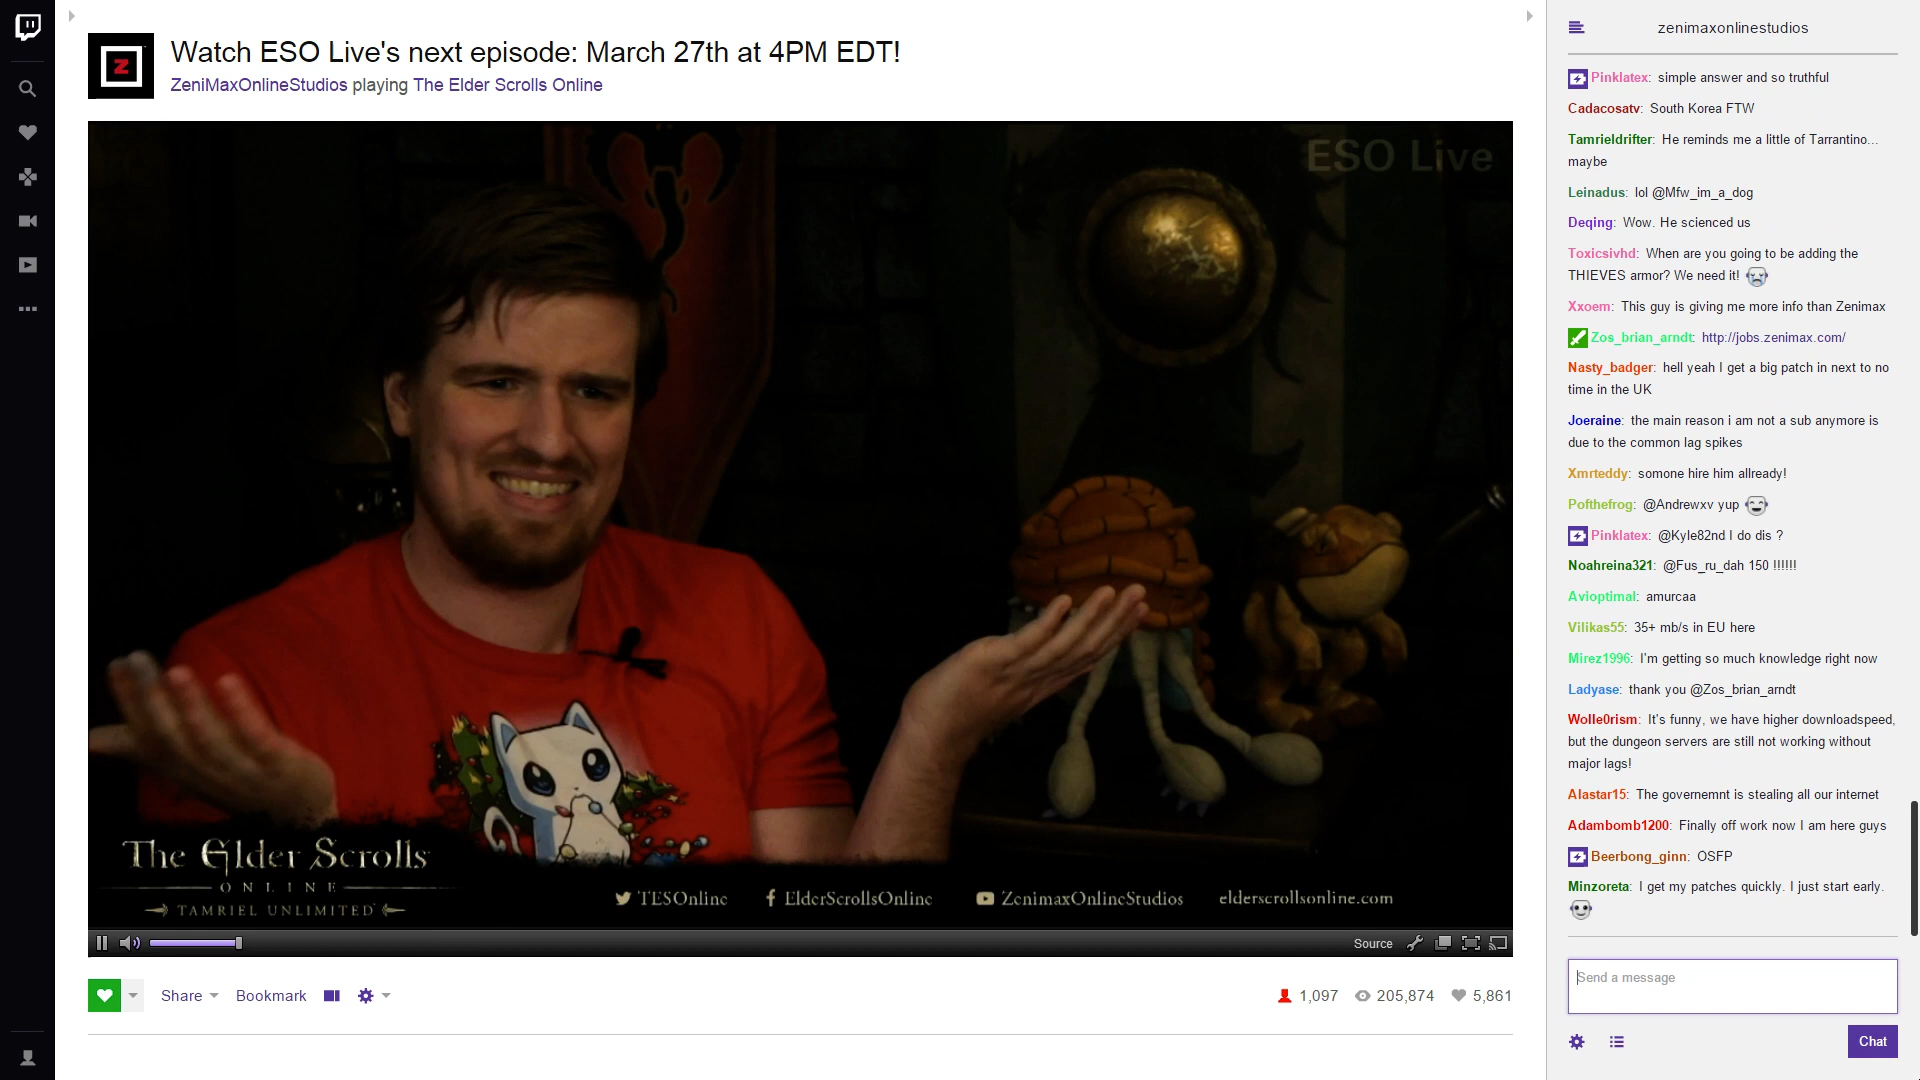 Watch ESO Live's next episode: March 27th at 4PM EDT!
ZeniMaxOnlineStudios playing The Elder Scrolls Online
Z
ESO Live
The Elder Scrolls
ONLINE
TAMRIEL UNLIMITED
TESOnline
ElderScrollsOnline
ZenimaxOnlineStudios
elderscrollsonline.com
Source
Share
Bookmark
1,097
205,874
5,861
zenimaxonlinestudios
Pinklatex: simple answer and so truthful
Cadacosatv: South Korea FTW
Tamrieldrifter: He reminds me a little of Tarrantino...
maybe
Leinadus: lol @Mfw_im_a_dog
Deqing: Wow. He scienced us
Toxicsivhd: When are you going to be adding the
THIEVES armor? We need it!
Xxoem: This guy is giving me more info than Zenimax
Zos_brian_arndt: http://jobs.zenimax.com/
Nasty_badger: hell yeah I get a big patch in next to no
time in the UK
Joeraine: the main reason i am not a sub anymore is
due to the common lag spikes
Xmrteddy: somone hire him allready!
Pofthefrog: @Andrewxv yup
Pinklatex: @Kyle82nd I do dis ?
Noahreina321: @Fus_ru_dah 150 !!!!!!
Avioptimal: amurcaa
Vilikas55: 35+ mb/s in EU here
Mirez1996: I'm getting so much knowledge right now
Ladyase: thank you @Zos_brian_arndt
Wolle0rism: It's funny, we have higher downloadspeed,
but the dungeon servers are still not working without
major lags!
Alastar15: The governemnt is stealing all our internet
Adambomb1200: Finally off work now I am here guys
Beerbong_ginn: OSFP
Minzoreta: I get my patches quickly. I just start early.
Send a message
Chat